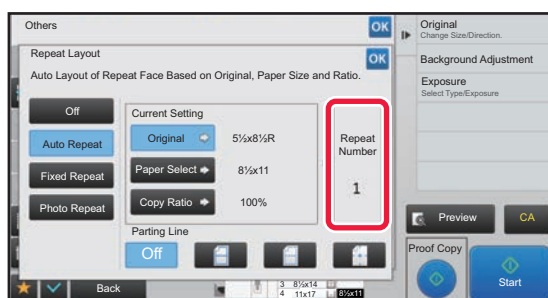 Others
OK
Repeat Layout
OK
Auto Layout of Repeat Face Based on Original, Paper Size and Ratio.
Off
Auto Repeat
Fixed Repeat
Photo Repeat
Current Setting
Original
5½x8½R
Paper Select
8½x11
Copy Ratio
100%
Repeat
Number
1
Parting Line
Off
Back
3 8½x14
4 11x17
8½x11
Original
Change Size/Direction.
Background Adjustment
Exposure
Select Type/Exposure
Preview
CA
Proof Copy
Start